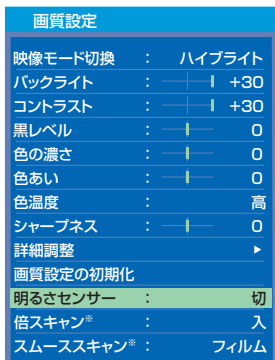 画質設定
映像モード切換 : ハイブライト
バックライト : +30
コントラスト : +30
黒レベル : 0
色の濃さ : 0
色あい : 0
色温度 : 高
シャープネス : 0
詳細調整
画質設定の初期化
明るさセンサー : 切
倍スキャン※ : 入
スムーススキャン※ : フィルム